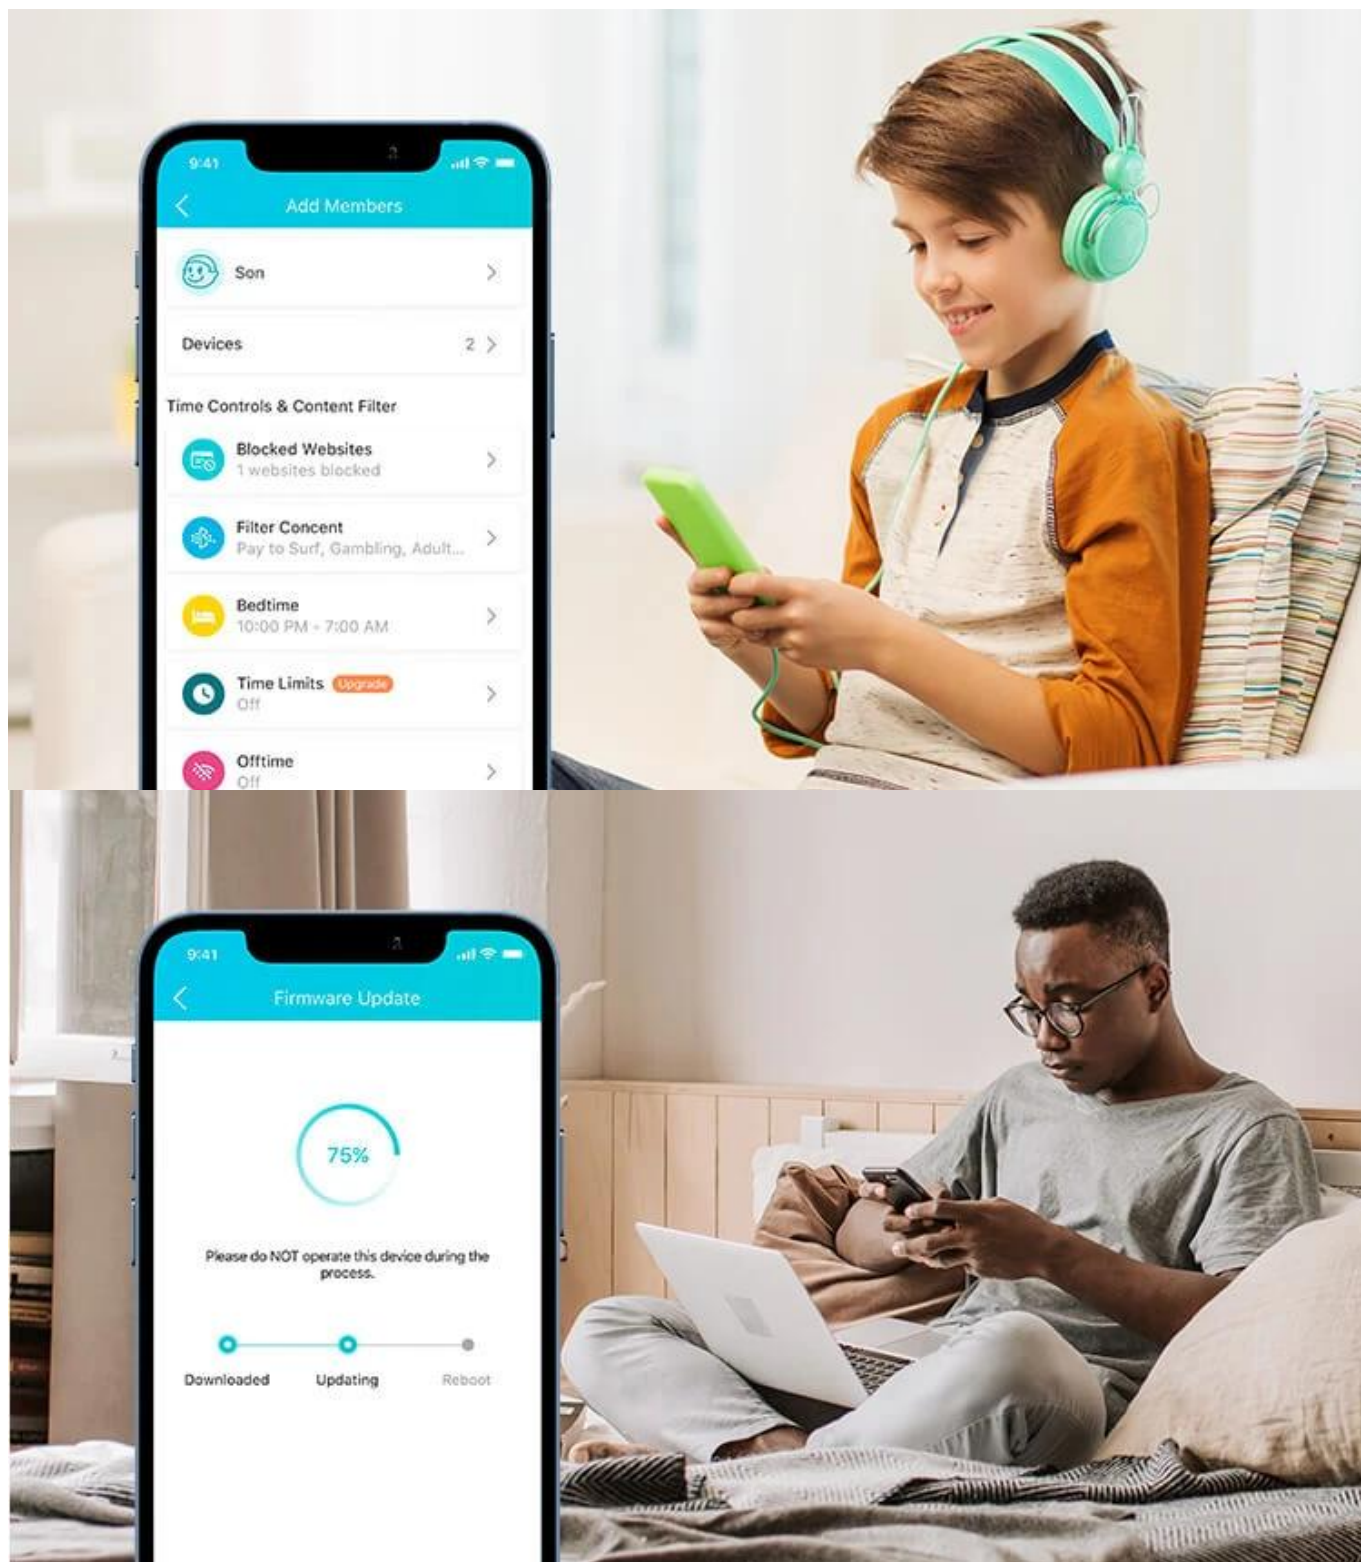 9:41
Add Members
Son
Devices 2
Time Controls & Content Filter
Blocked Websites
1 websites blocked
Filter Concent
Pay to Surf, Gambling, Adult...
Bedtime
10:00 PM - 7:00 AM
Time Limits Upgrade
Off
Offtime
Off
9:41
Firmware Update
75%
Please do NOT operate this device during the
process.
Downloaded Updating Reboot